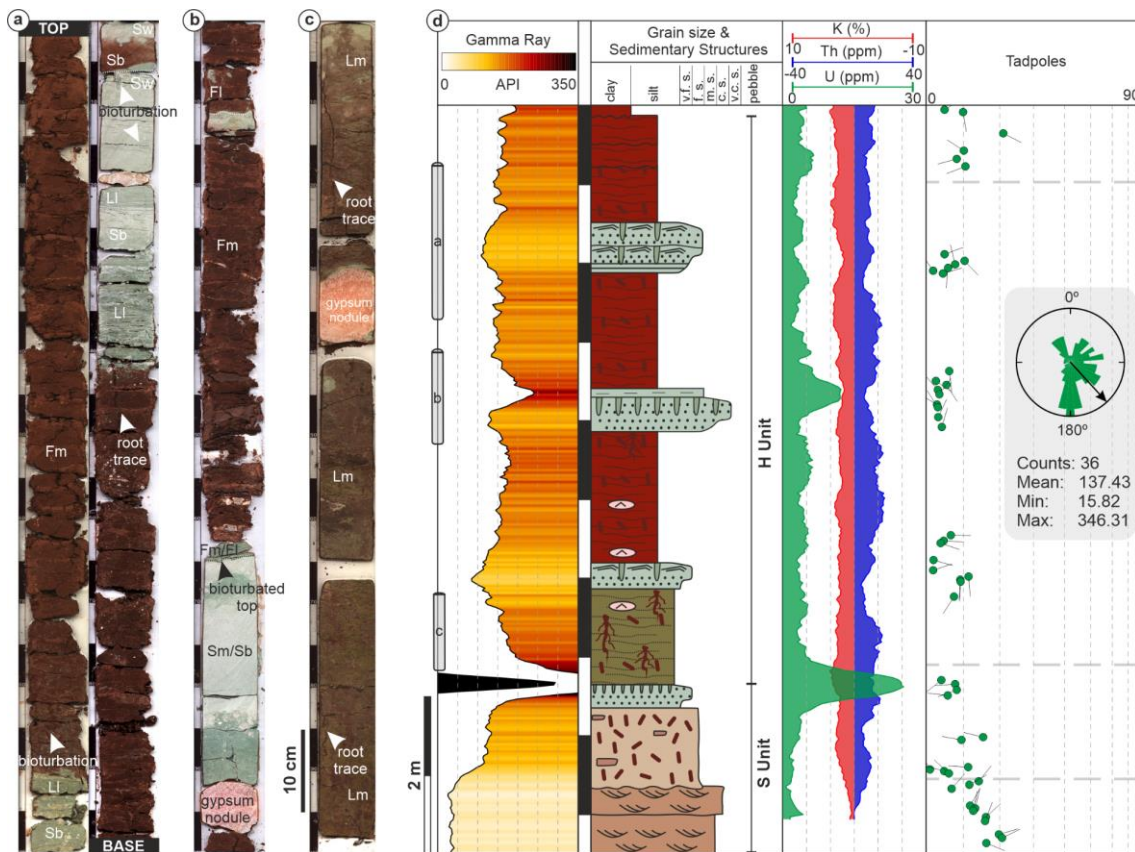 a
TOP
Sw
Sb
Sw
bioturbation
Ll
Sb
Ll
root
trace
Fm
bioturbation
Ll
Sb
BASE
b
Fl
Fm
Fm/Fl
bioturbated
top
Sm/Sb
gypsum
nodule
10 cm
c
Lm
root
trace
gypsum
nodule
Lm
root
trace
Lm
d
Gamma Ray
0 API 350
Grain size &
Sedimentary Structures
clay
silt
v.f. s.
f. s.
m. s.
c. s.
v.c. s.
pebble
K (%)
10 -10
Th (ppm)
-40 40
U (ppm)
0 30
Tadpoles
0 90
a
b
c
2 m
H Unit
S Unit
0º
180º
Counts: 36
Mean: 137.43
Min: 15.82
Max: 346.31